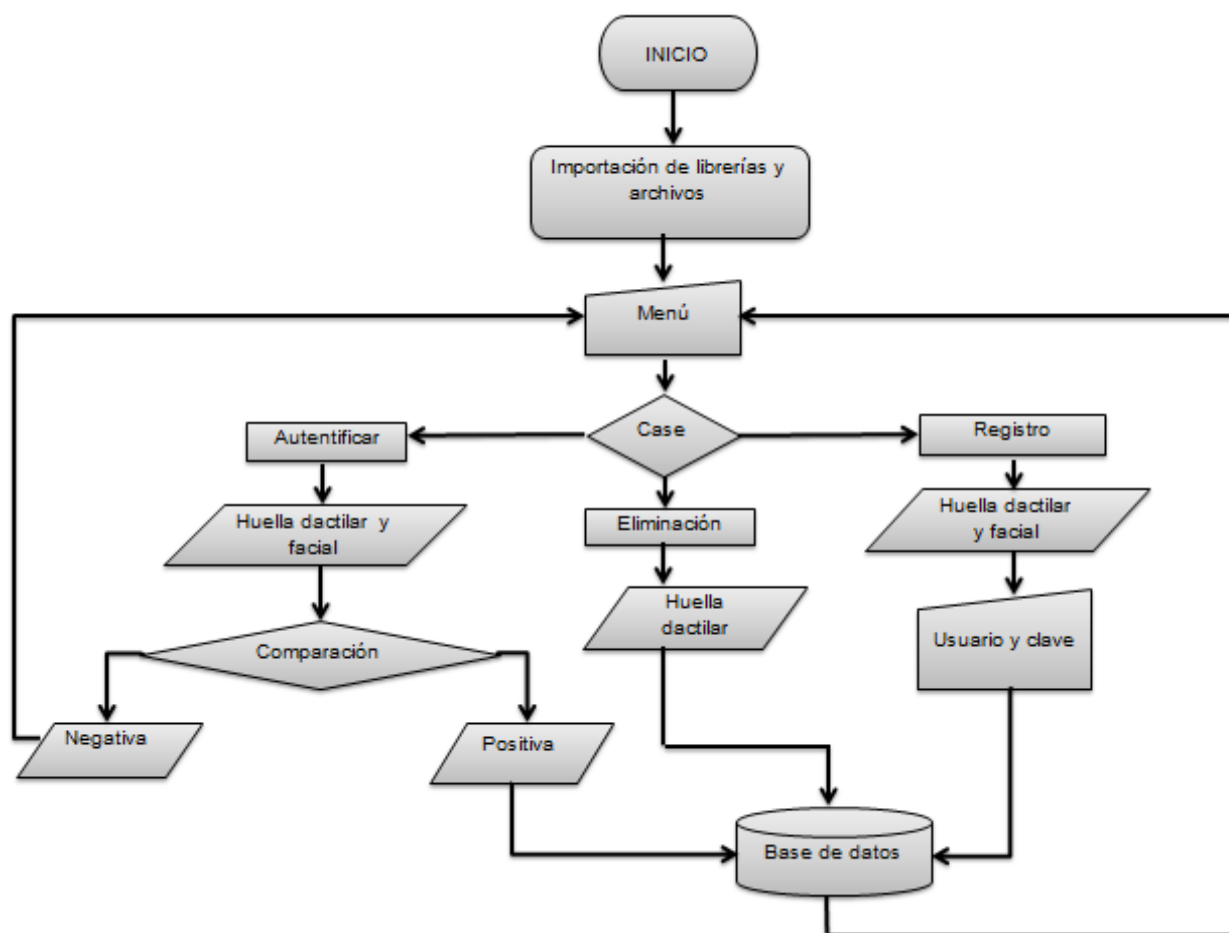 INICIO
Importación de librerías y
archivos
Menú
Case
Autentificar
Registro
Huella dactilar y
facial
Eliminación
Huella dactilar
y facial
Huella
dactilar
Usuario y clave
Comparación
Negativa
Positiva
Base de datos